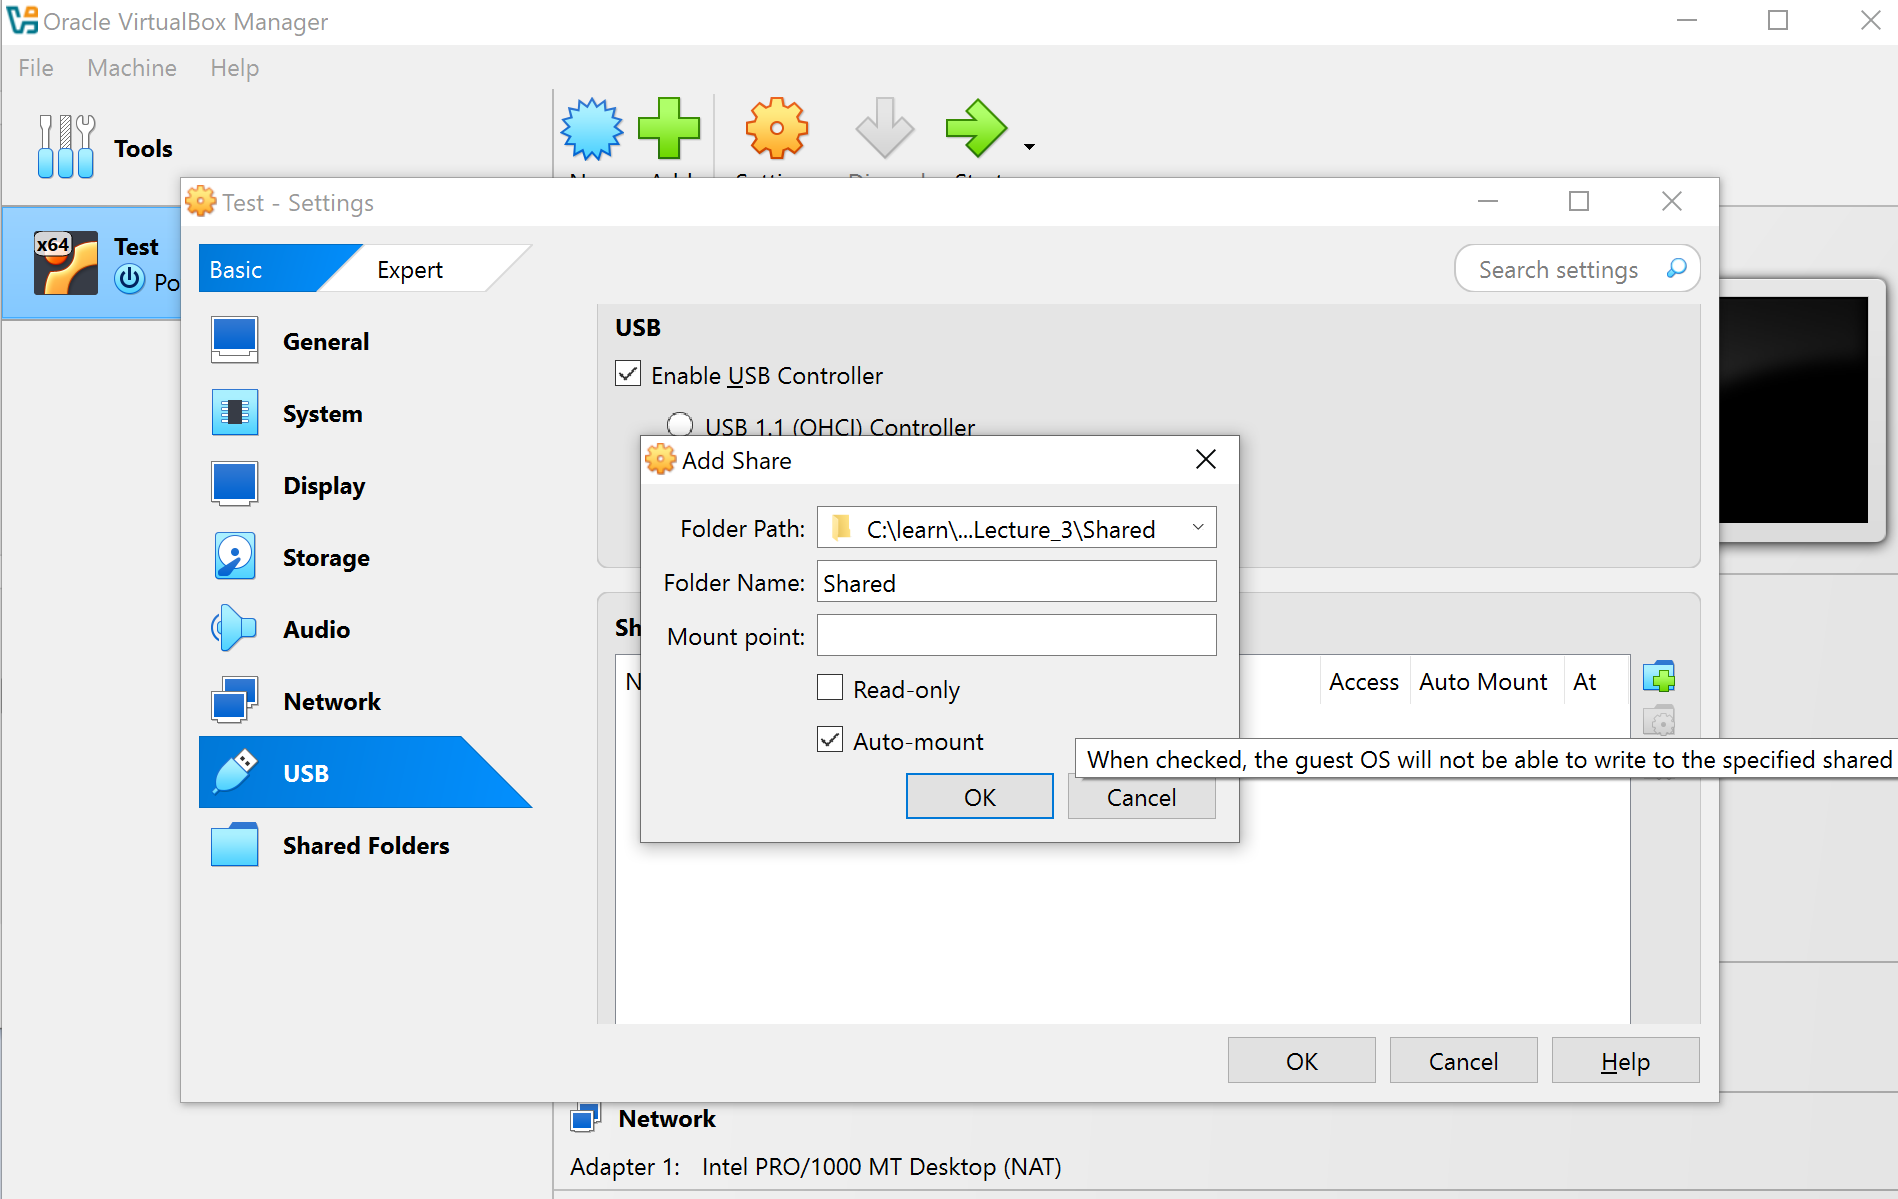 Oracle VirtualBox Manager
File Machine Help
Tools
x64
Test
Test - Settings
Basic Expert
Search settings
General
System
Display
Storage
Audio
Network
USB
Shared Folders
USB
Enable USB Controller
USB 1.1 (OHCI) Controller
Add Share
Folder Path: C:\learn\...Lecture_3\Shared
Folder Name: Shared
Mount point:
Read-only
Auto-mount
OK Cancel
Access Auto Mount At
When checked, the guest OS will not be able to write to the specified shared
OK Cancel Help
Network
Adapter 1: Intel PRO/1000 MT Desktop (NAT)